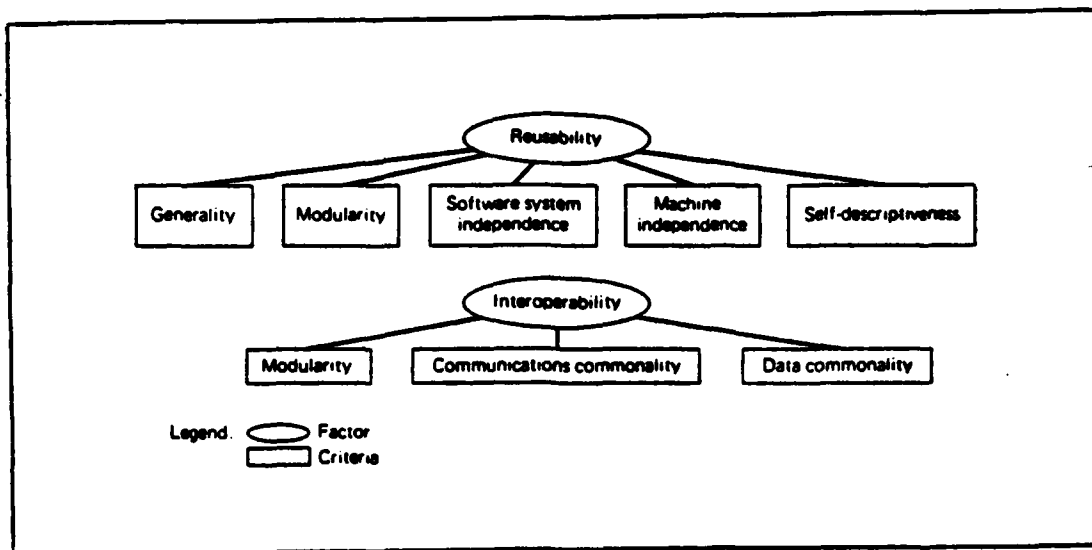 Reusability
Generality
Modularity
Software system
independence
Machine
independence
Self-descriptiveness
Interoperability
Modularity
Communications commonality
Data commonality
Legend.
Factor
Criteria